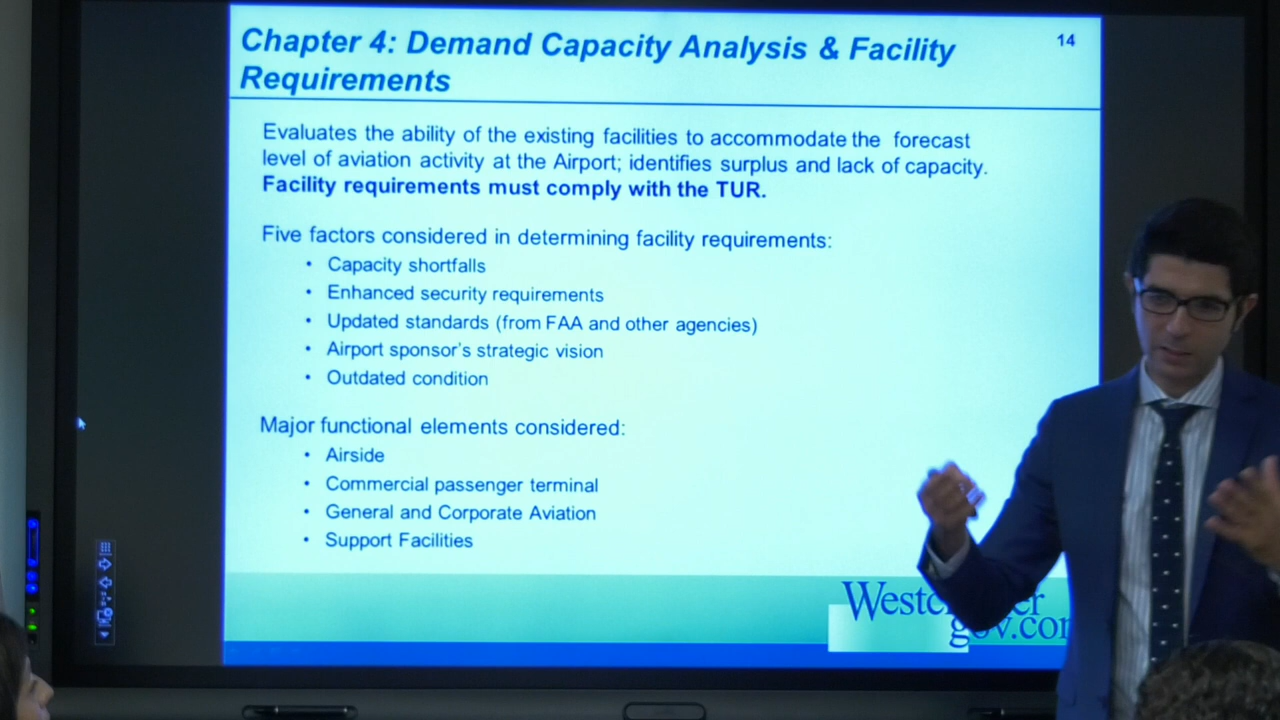 Chapter 4: Demand Capacity Analysis & Facility
Requirements
14
Evaluates the ability of the existing facilities to accommodate the forecast
level of aviation activity at the Airport; identifies surplus and lack of capacity.
Facility requirements must comply with the TUR.
Five factors considered in determining facility requirements:
• Capacity shortfalls
• Enhanced security requirements
• Updated standards (from FAA and other agencies)
• Airport sponsor's strategic vision
• Outdated condition
Major functional elements considered:
• Airside
• Commercial passenger terminal
• General and Corporate Aviation
• Support Facilities